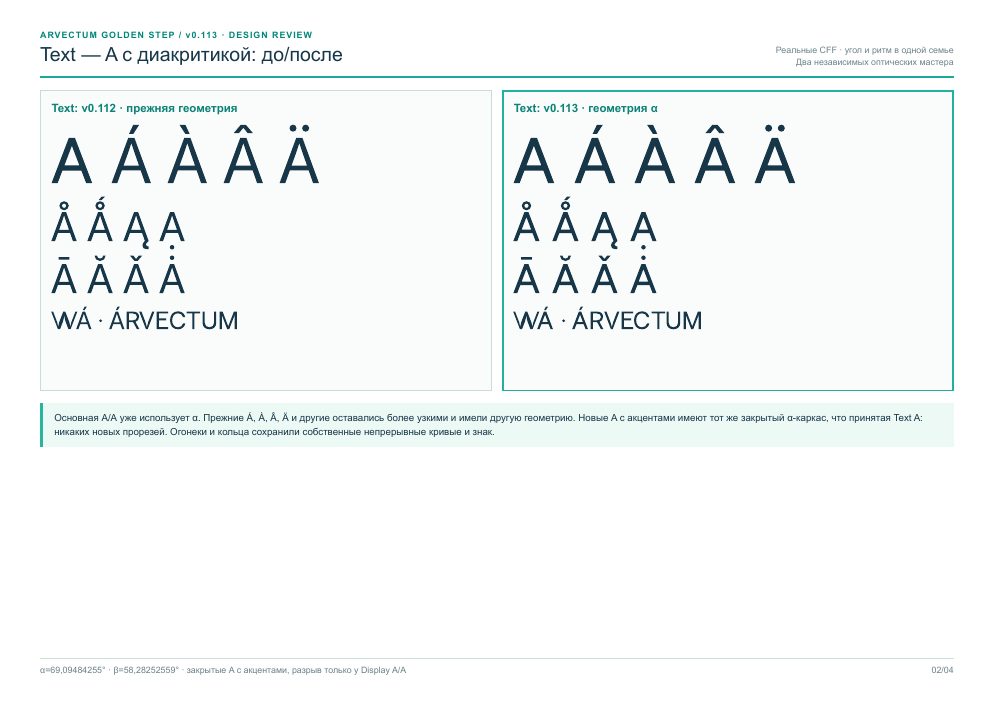 ARVECTUM GOLDEN STEP / v0.113 · DESIGN REVIEW
Text — А с диакритикой: до/после
Реальные CFF · угол и ритм в одной семье
Два независимых оптических мастера
Text: v0.112 · прежняя геометрия
A Á À Â Ä
Å Ǻ Ą Ạ
Ā Ă Ǎ Ȧ
WÁ · ÁRVECTUM
Text: v0.113 · геометрия α
A Á À Â Ä
Å Ǻ Ą Ạ
Ā Ă Ǎ Ȧ
WÁ · ÁRVECTUM
Основная A/А уже использует α. Прежние Á, À, Â, Ä и другие оставались более узкими и имели другую геометрию. Новые A с акцентами имеют тот же закрытый α-каркас, что принятая Text A:
никаких новых прорезей. Огонеки и кольца сохранили собственные непрерывные кривые и знак.
α=69,09484255° · β=58,28252559° · закрытые A с акцентами, разрыв только у Display A/А
02/04